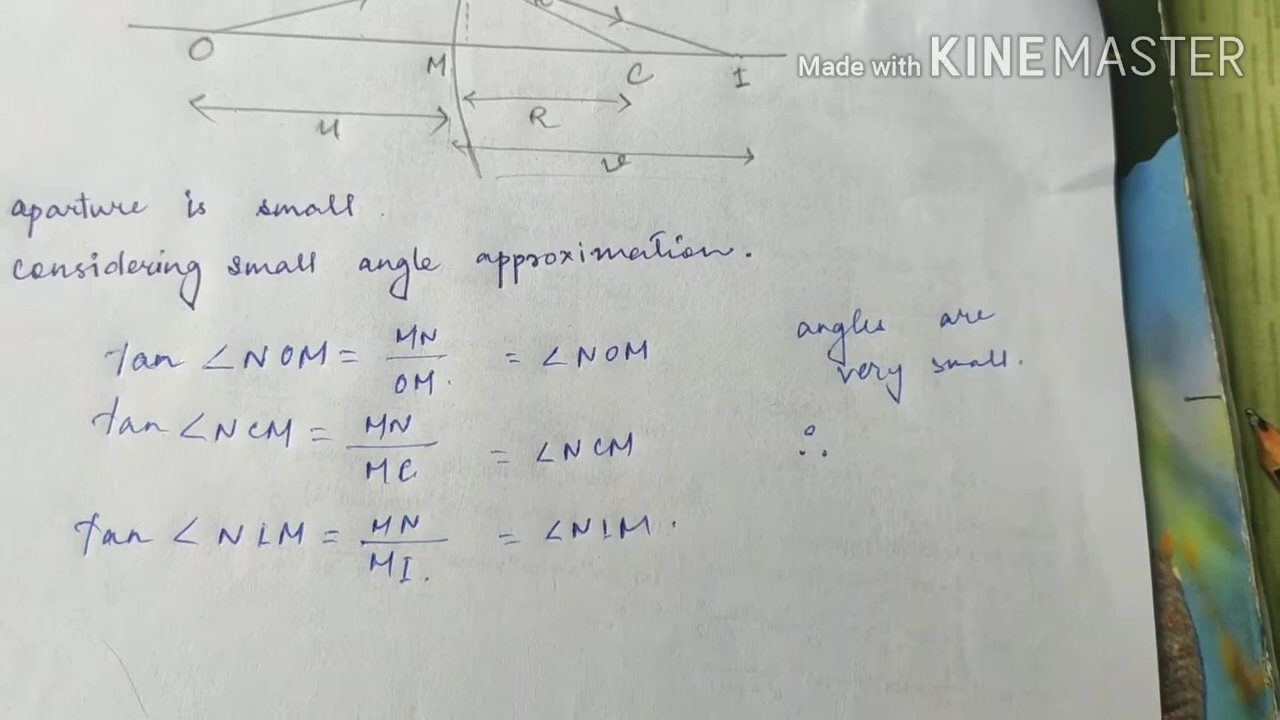 O
M
C
I
Made with KINEMASTER
u
R
v
aparture is small
considering small angle approximation.
tan ∠NOM = MN/OM. = ∠NOM
angles are
very small.
tan ∠NCM = MN/MC = ∠NCM
∴
tan ∠NIM = MN/MI. = ∠NIM.